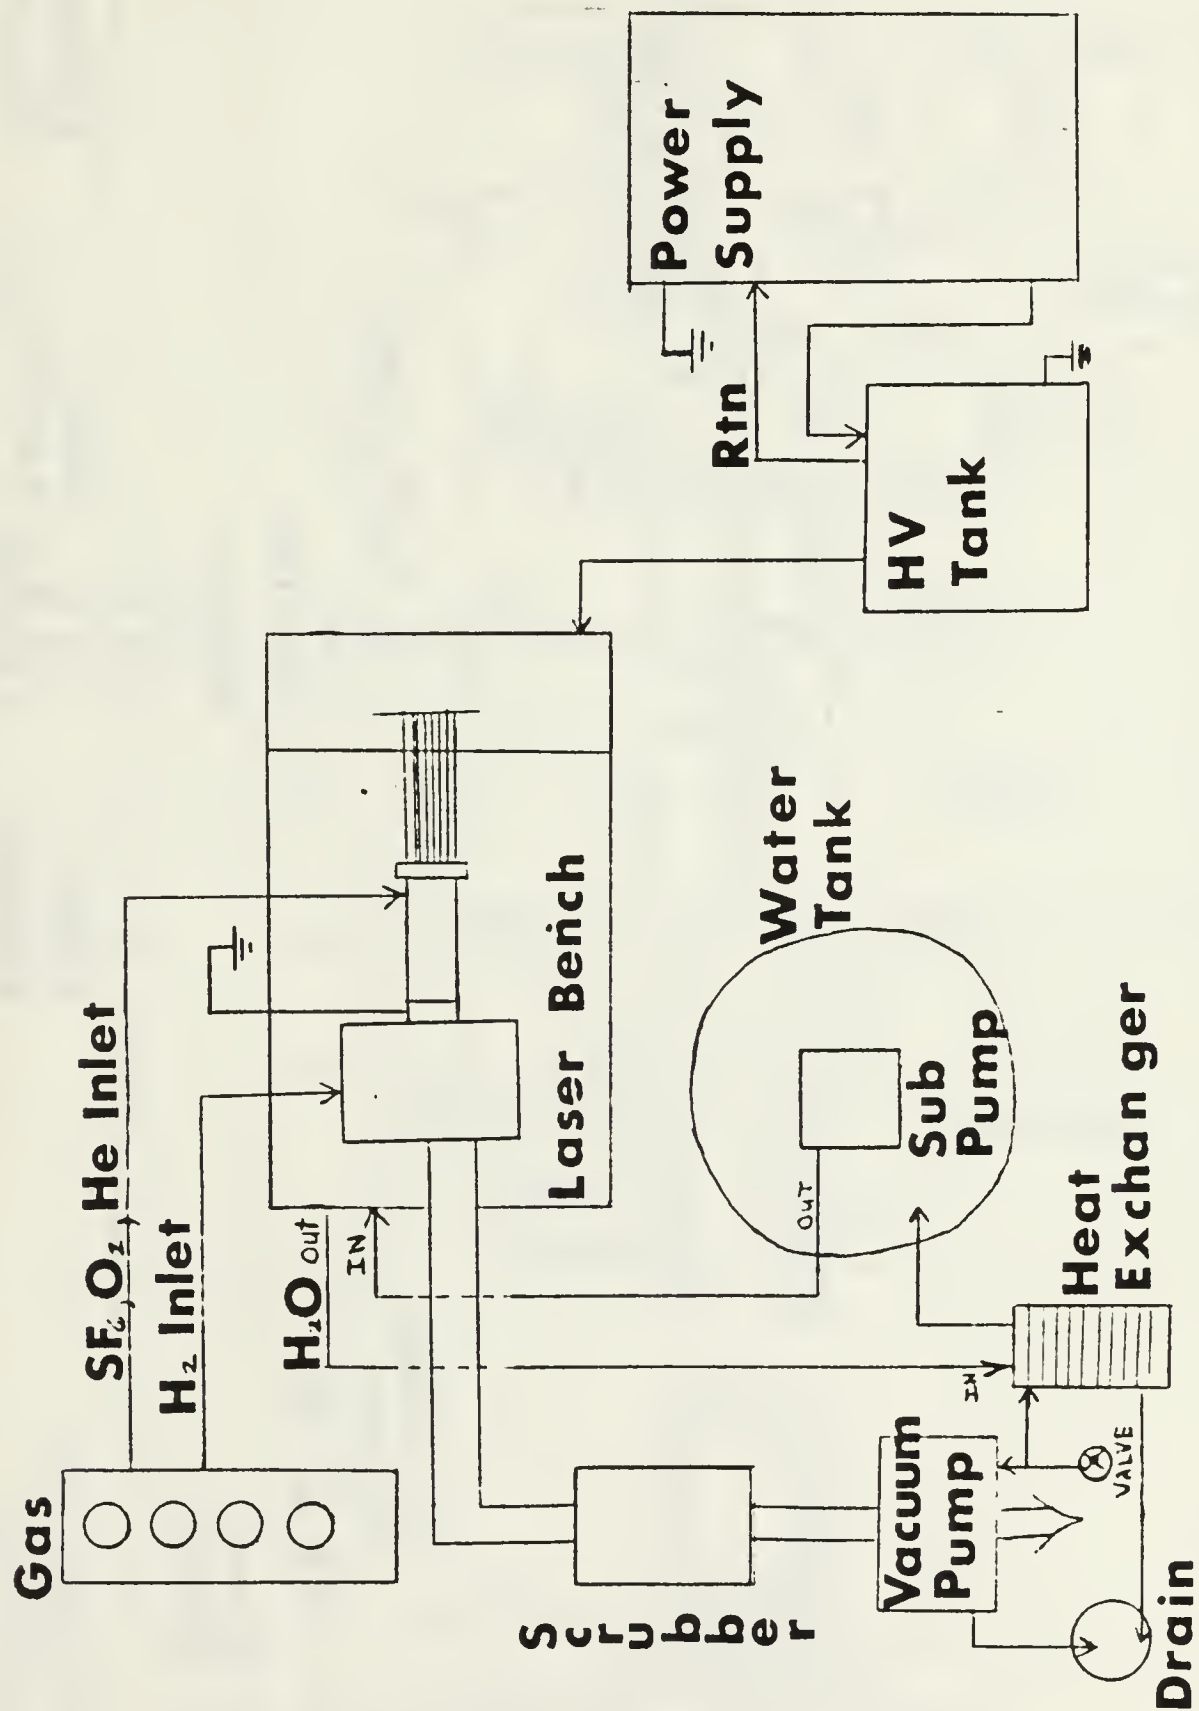 Gas
SF₆, O₂, He Inlet
H₂ Inlet
H₂O out
IN
Laser Bench
Scrubber
Vacuum
Pump
Drain
VALVE
IN
Heat
Exchanger
OUT
Sub
Pump
Water
Tank
HV
Tank
Rtn
Power
Supply